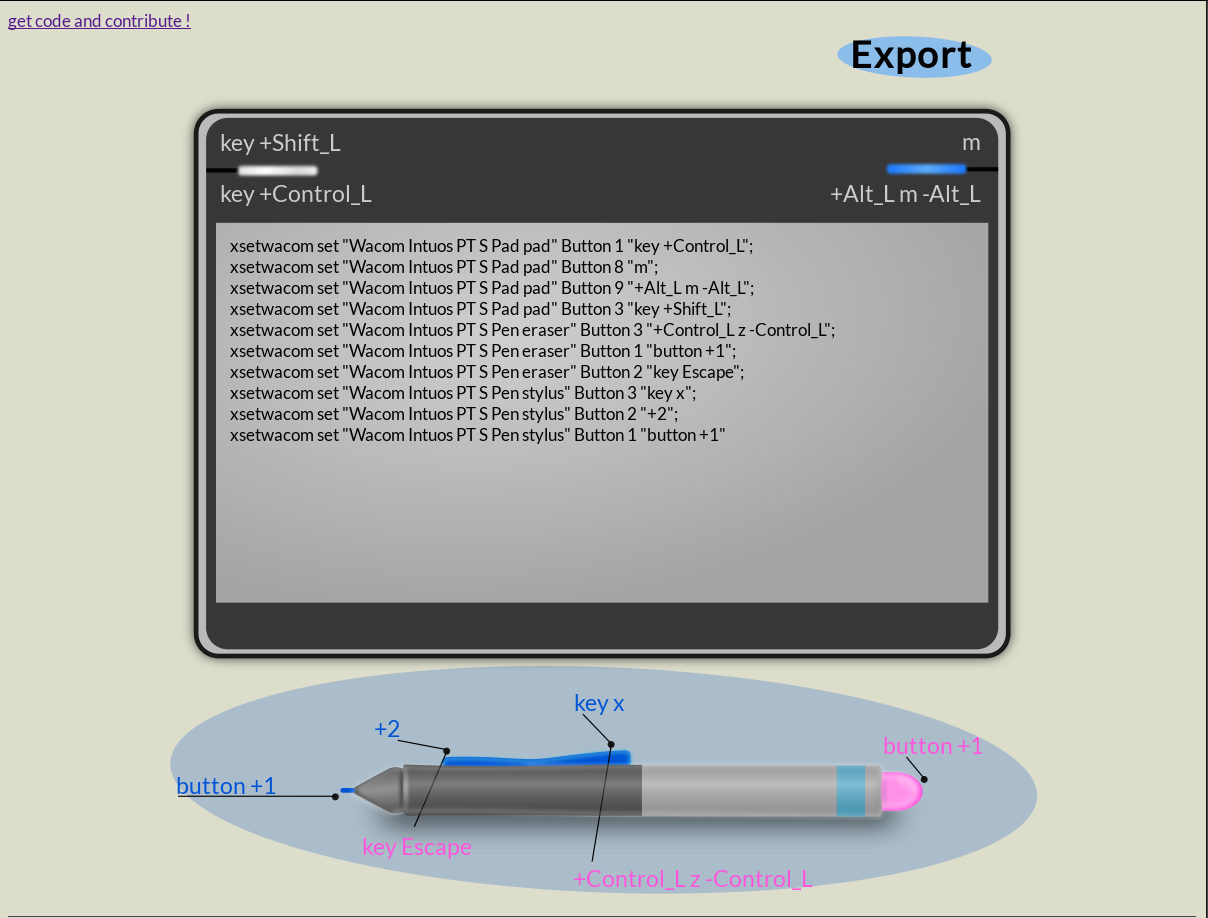 get code and contribute !
Export
key +Shift_L
m
key +Control_L
+Alt_L m -Alt_L
xsetwacom set "Wacom Intuos PT S Pad pad" Button 1 "key +Control_L";
xsetwacom set "Wacom Intuos PT S Pad pad" Button 8 "m";
xsetwacom set "Wacom Intuos PT S Pad pad" Button 9 "+Alt_L m -Alt_L";
xsetwacom set "Wacom Intuos PT S Pad pad" Button 3 "key +Shift_L";
xsetwacom set "Wacom Intuos PT S Pen eraser" Button 3 "+Control_L z -Control_L";
xsetwacom set "Wacom Intuos PT S Pen eraser" Button 1 "button +1";
xsetwacom set "Wacom Intuos PT S Pen eraser" Button 2 "key Escape";
xsetwacom set "Wacom Intuos PT S Pen stylus" Button 3 "key x";
xsetwacom set "Wacom Intuos PT S Pen stylus" Button 2 "+2";
xsetwacom set "Wacom Intuos PT S Pen stylus" Button 1 "button +1"
key x
+2
button +1
button +1
key Escape
+Control_L z -Control_L